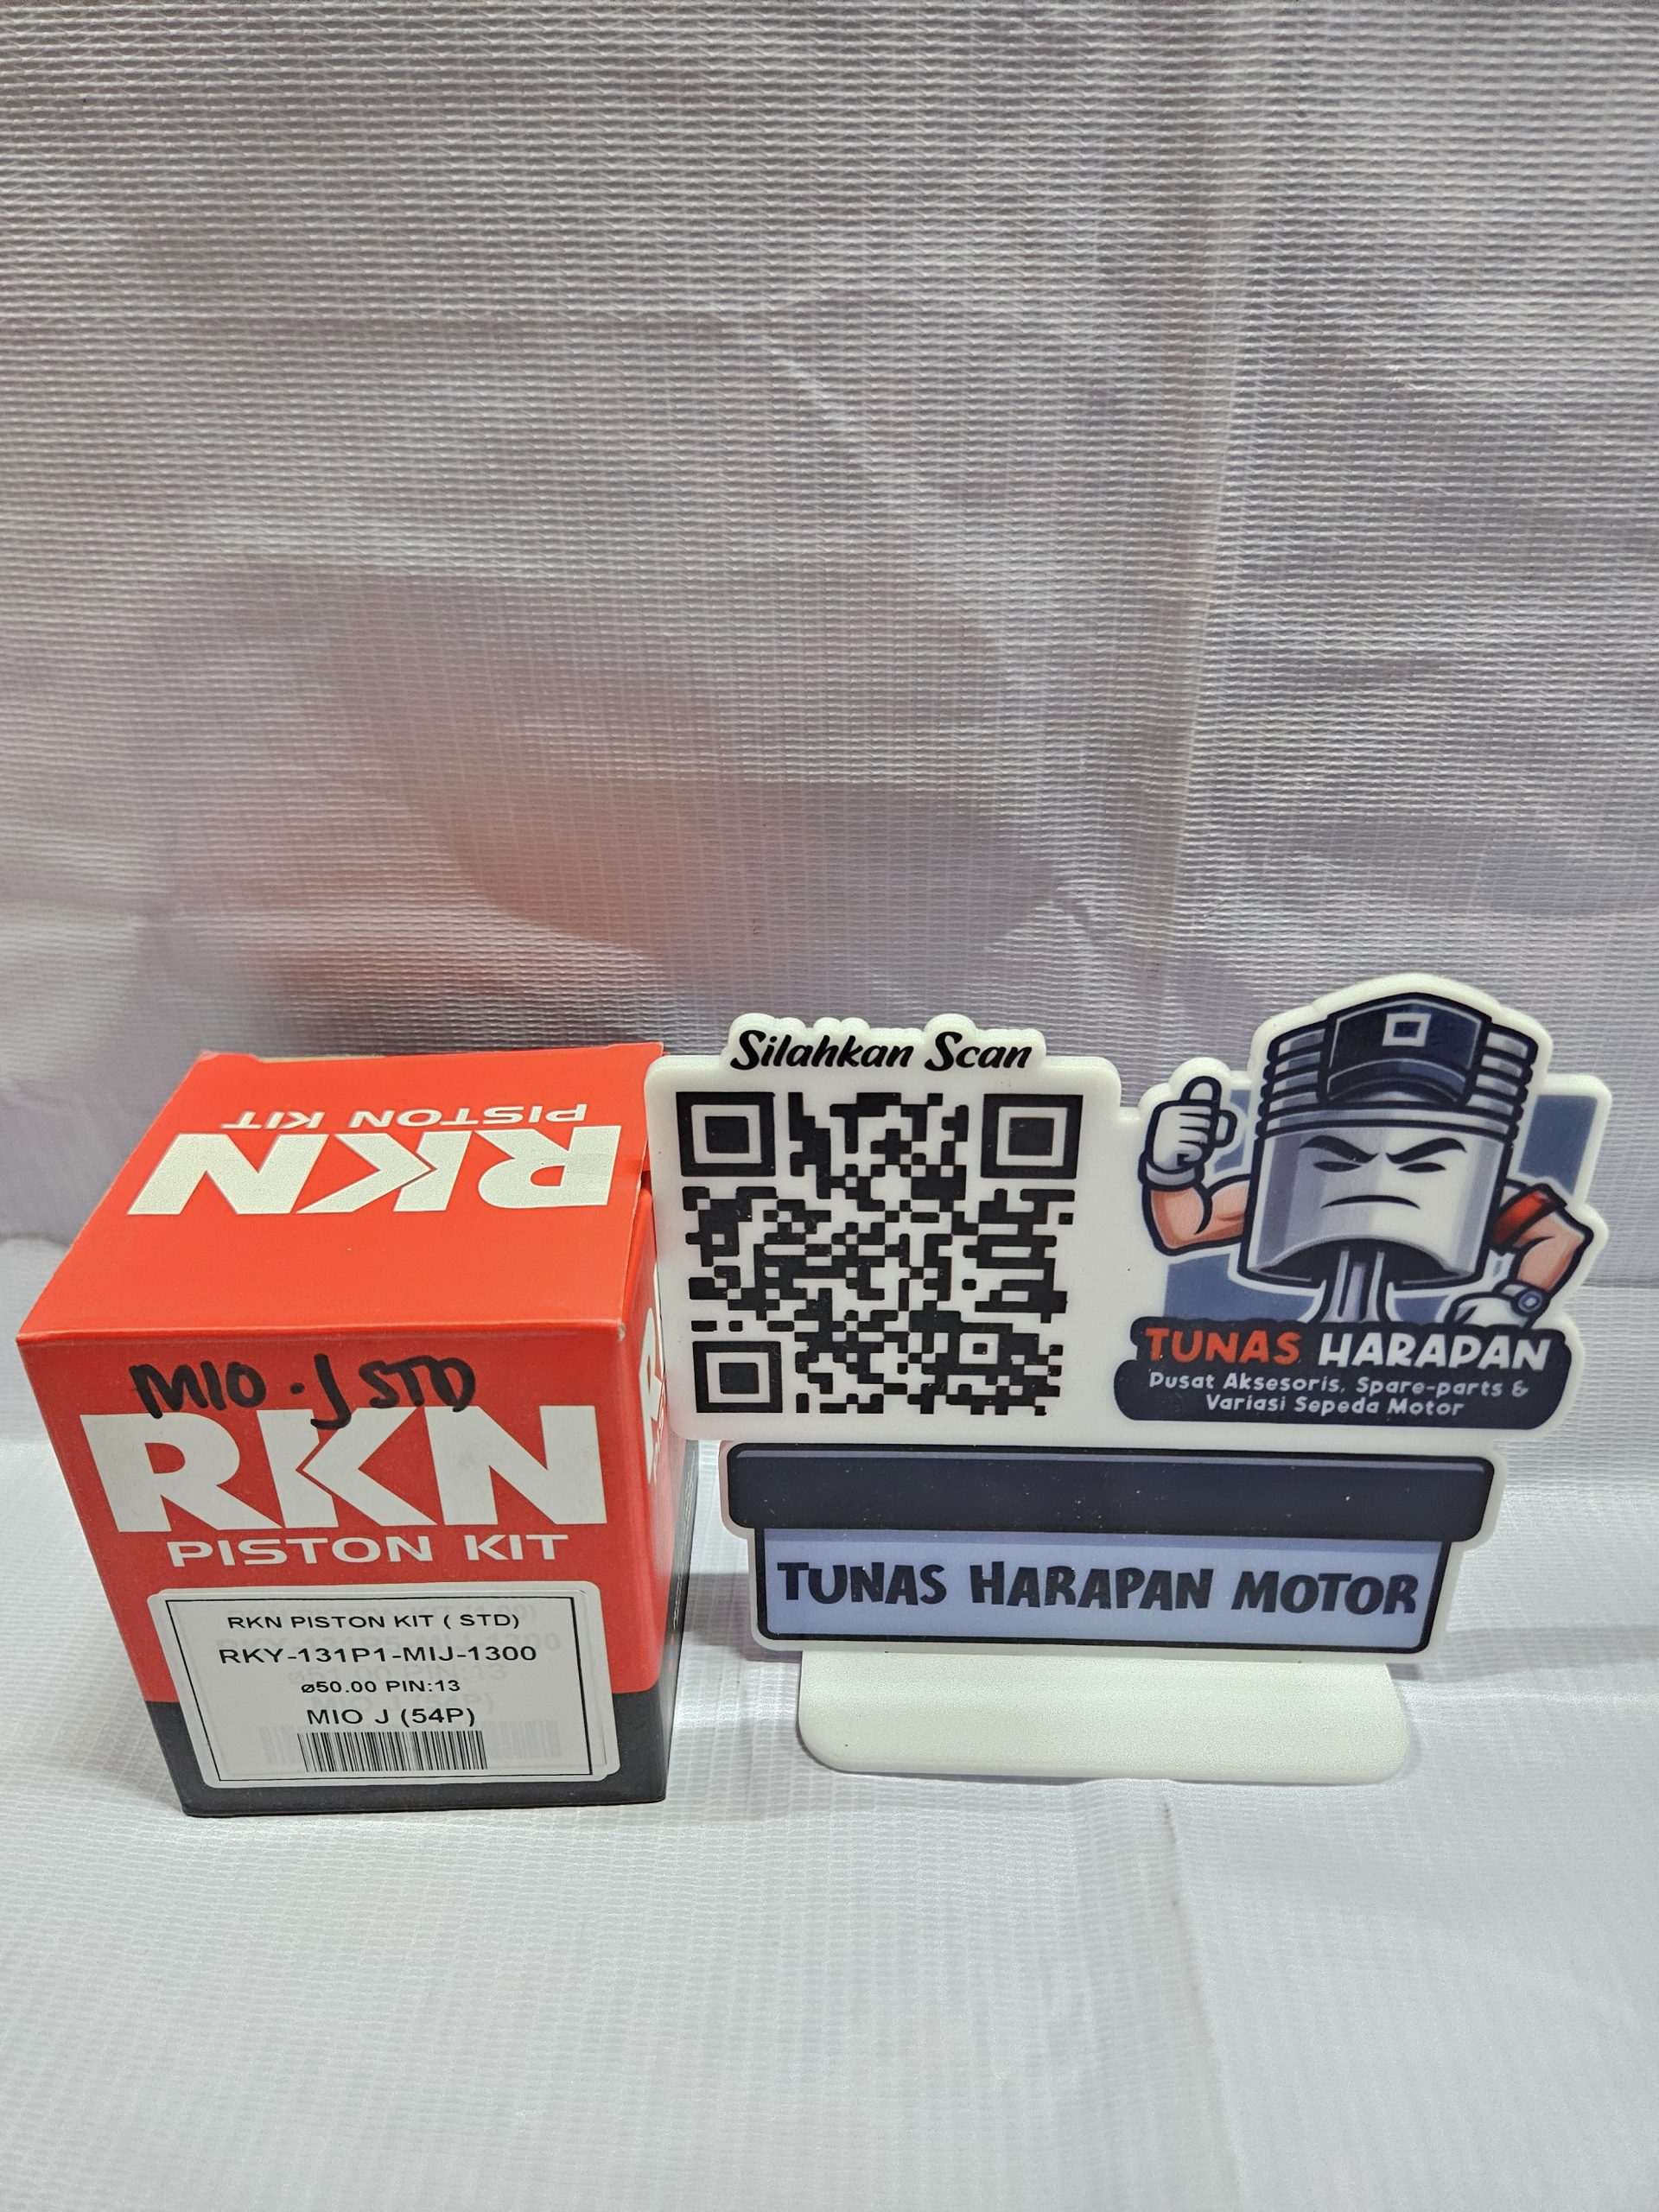 RKN
PISTON KIT
MIO . J STD
RKN
PISTON KIT
RKN PISTON KIT ( STD)
RKY-131P1-MIJ-1300
ø50.00 PIN:13
MIO J (54P)
Silahkan Scan
TUNAS HARAPAN
Pusat Aksesoris, Spare-parts &
Variasi Sepeda Motor
TUNAS HARAPAN MOTOR